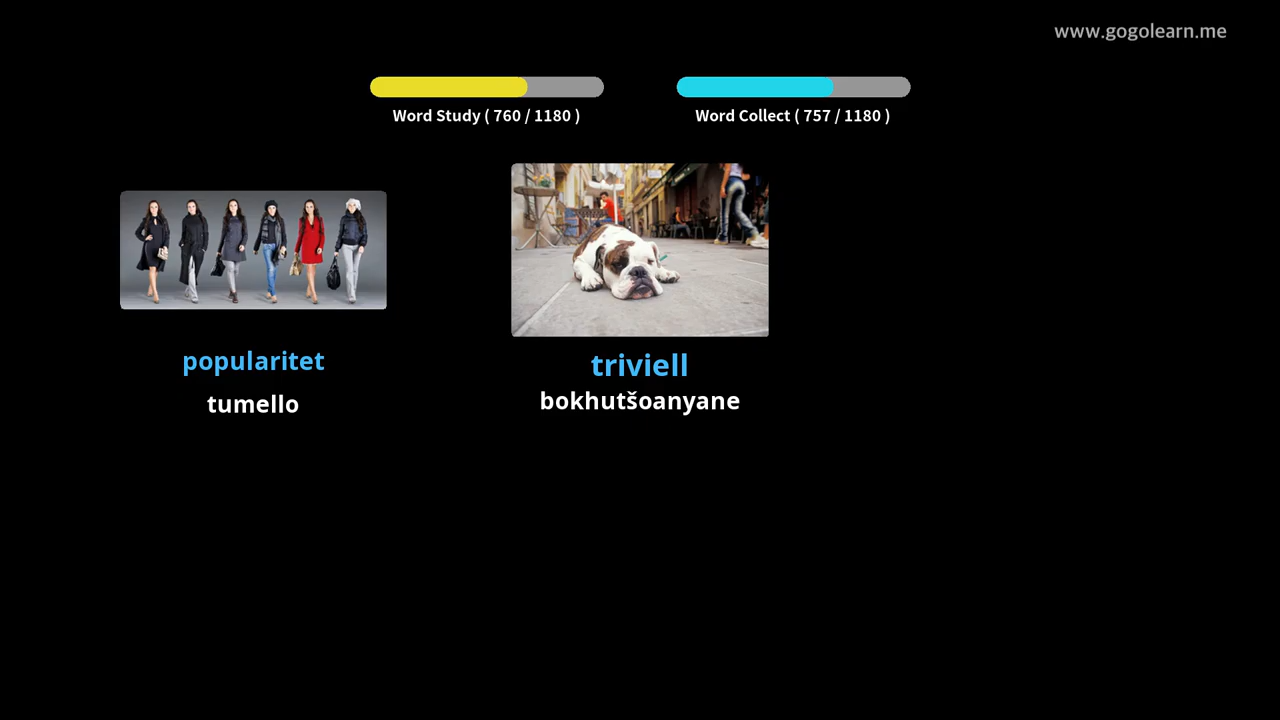 www.gogolearn.me
Word Study ( 760 / 1180 )
Word Collect ( 757 / 1180 )
popularitet
tumello
triviell
bokhutšoanyane